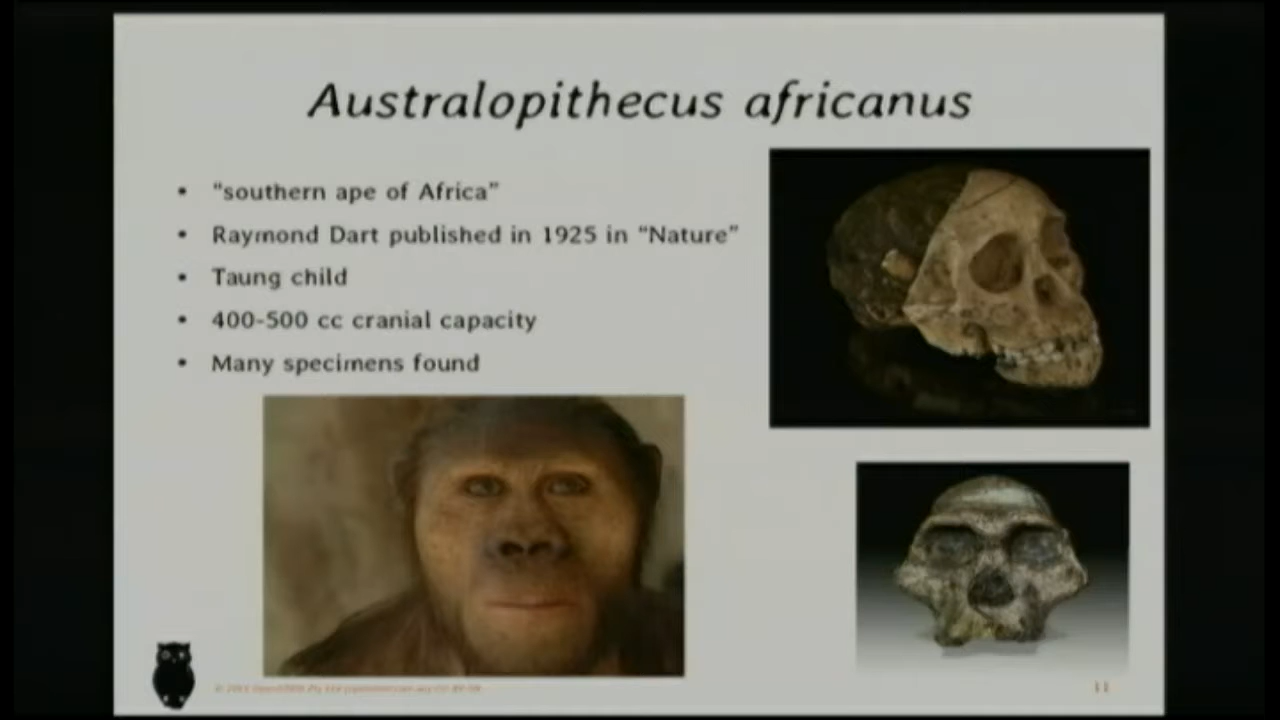 Australopithecus africanus
• "southern ape of Africa"
• Raymond Dart published in 1925 in "Nature"
• Taung child
• 400-500 cc cranial capacity
• Many specimens found
11